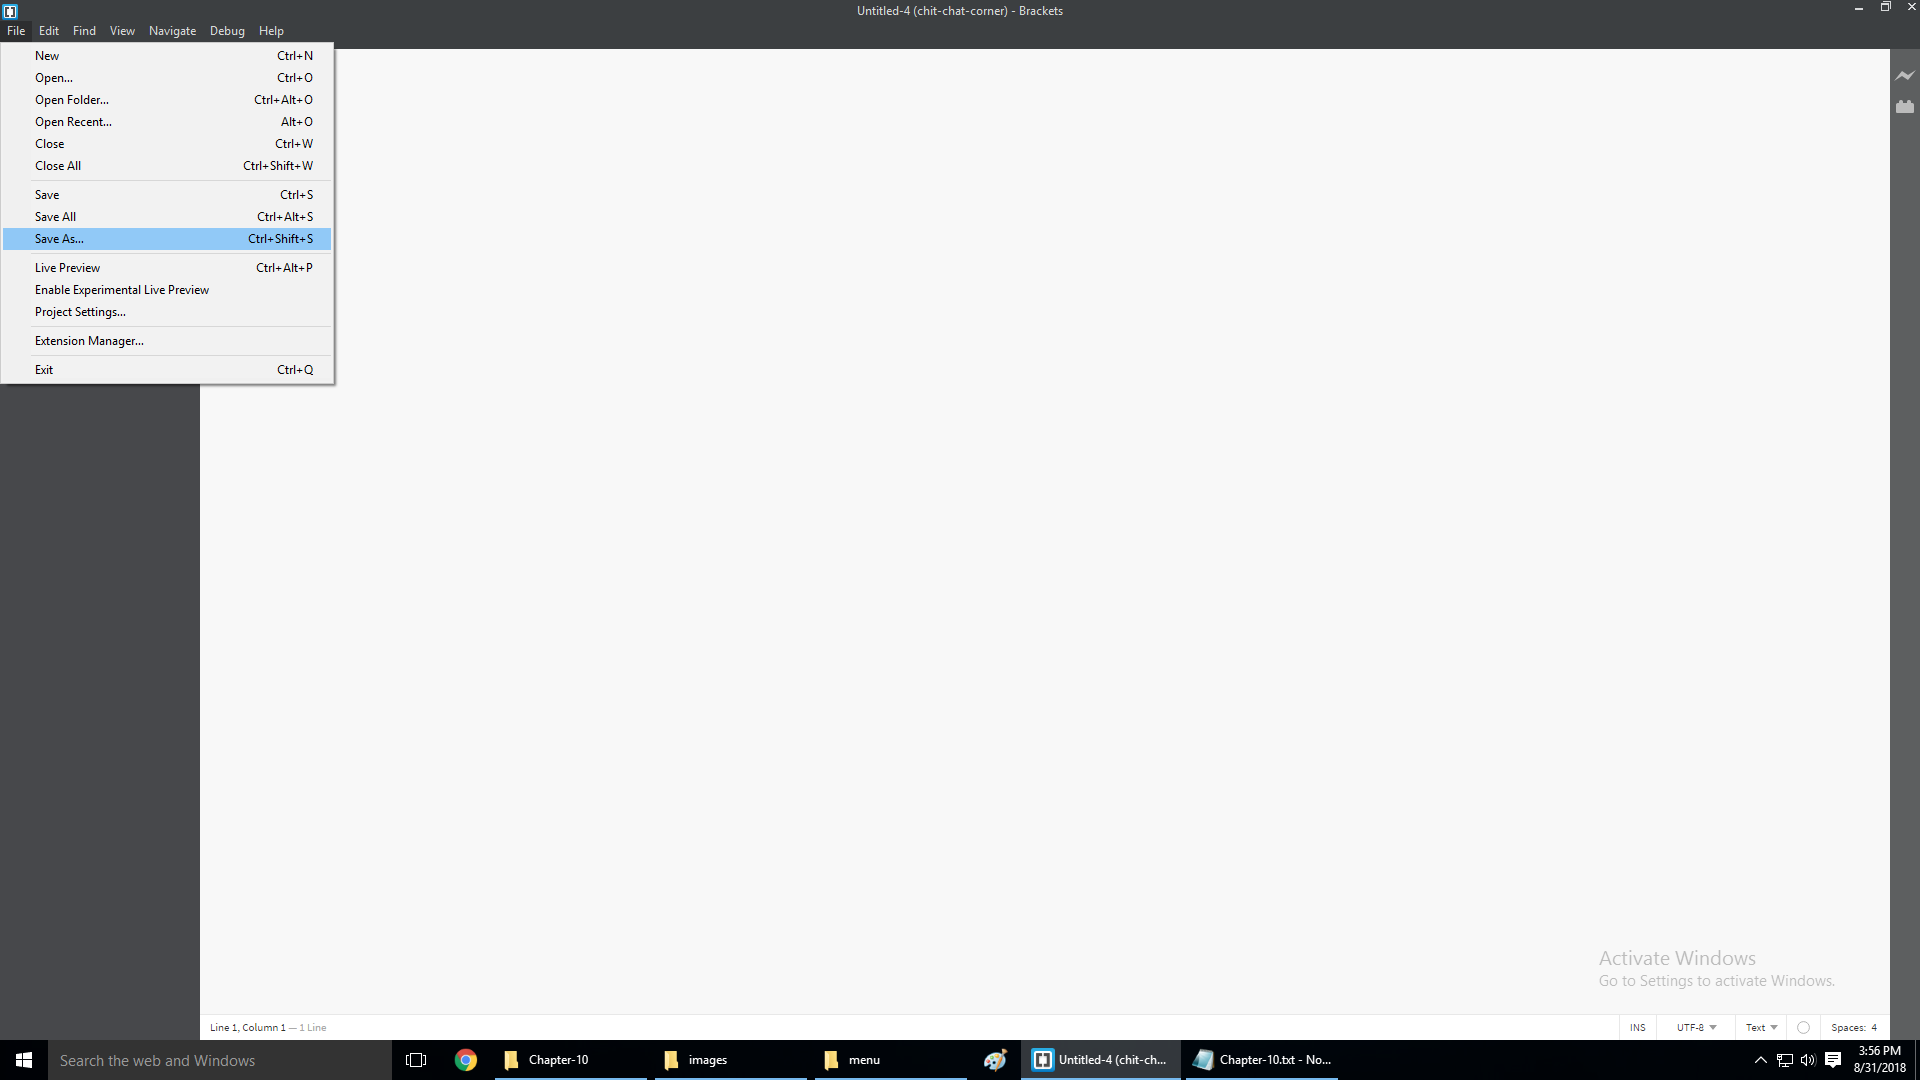 Untitled-4 (chit-chat-corner) - Brackets
File Edit Find View Navigate Debug Help
New Ctrl+N
Open... Ctrl+O
Open Folder... Ctrl+Alt+O
Open Recent... Alt+O
Close Ctrl+W
Close All Ctrl+Shift+W
Save Ctrl+S
Save All Ctrl+Alt+S
Save As... Ctrl+Shift+S
Live Preview Ctrl+Alt+P
Enable Experimental Live Preview
Project Settings...
Extension Manager...
Exit Ctrl+Q
Activate Windows
Go to Settings to activate Windows.
Line 1, Column 1 — 1 Line INS UTF-8 Text Spaces: 4
Search the web and Windows Chapter-10 images menu Untitled-4 (chit-ch... Chapter-10.txt - No... 3:56 PM
8/31/2018